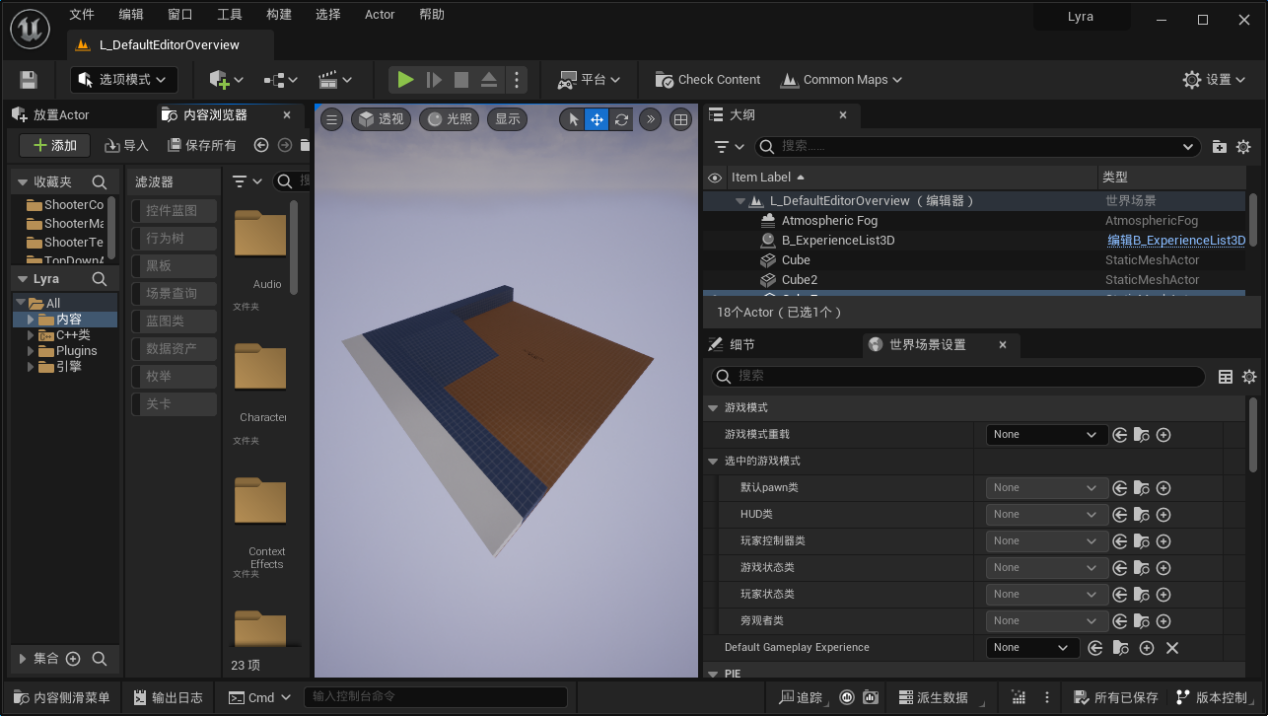 文件 编辑 窗口 工具 构建 选择 Actor 帮助 Lyra
L_DefaultEditorOverview
选项模式 平台 Check Content Common Maps 设置
放置Actor 内容浏览器 大纲
添加 导入 保存所有 透视 光照 显示
搜索......
收藏夹 滤波器 Item Label 类型
ShooterCo
ShooterMa
ShooterTe
控件蓝图
行为树
黑板
场景查询
蓝图类
数据资产
枚举
关卡
L_DefaultEditorOverview（编辑器） 世界场景
Atmospheric Fog AtmosphericFog
B_ExperienceList3D 编辑B_ExperienceList3D
Cube StaticMeshActor
Cube2 StaticMeshActor
Lyra
All
内容
C++类
Plugins
引擎
Audio
文件夹
Character
文件夹
Context
Effects
文件夹
23 项
集合
18个Actor（已选1个）
细节 世界场景设置
搜索
游戏模式
游戏模式重载 None
选中的游戏模式
默认pawn类 None
HUD类 None
玩家控制器类 None
游戏状态类 None
玩家状态类 None
旁观者类 None
Default Gameplay Experience None
PIE
内容侧滑菜单 输出日志 Cmd 输入控制台命令 追踪 派生数据 所有已保存 版本控制